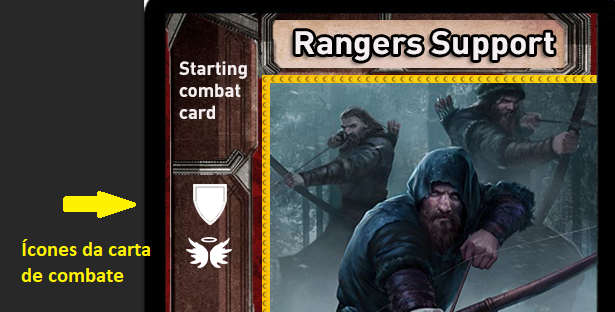 Rangers Support
Starting
combat
card
Ícones da carta
de combate